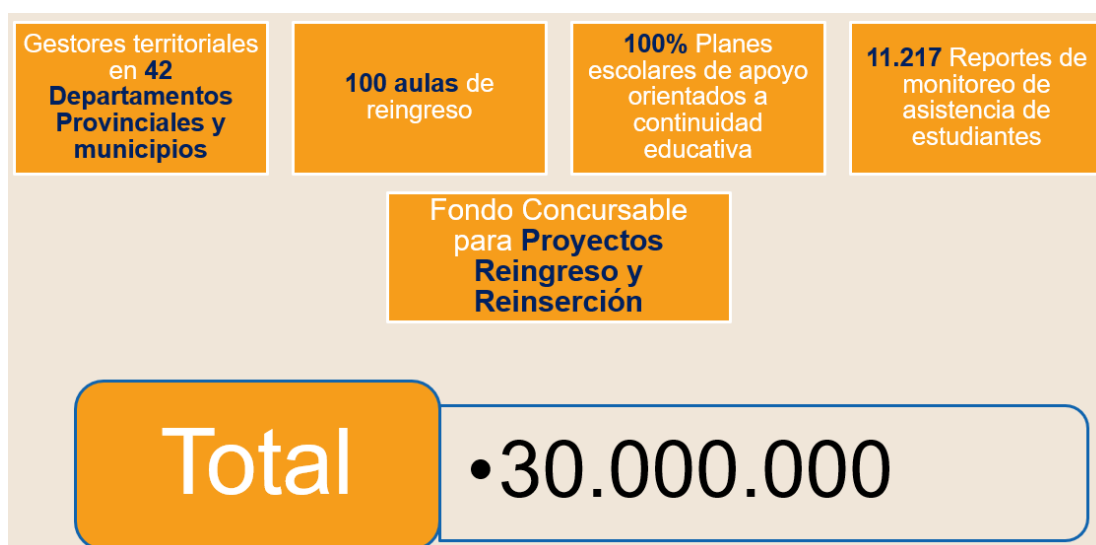 Gestores territoriales
en 42
Departamentos
Provinciales y
municipios
100 aulas de
reingreso
100% Planes
escolares de apoyo
orientados a
continuidad
educativa
11.217 Reportes de
monitoreo de
asistencia de
estudiantes
Fondo Concursable
para Proyectos
Reingreso y
Reinserción
Total
•30.000.000